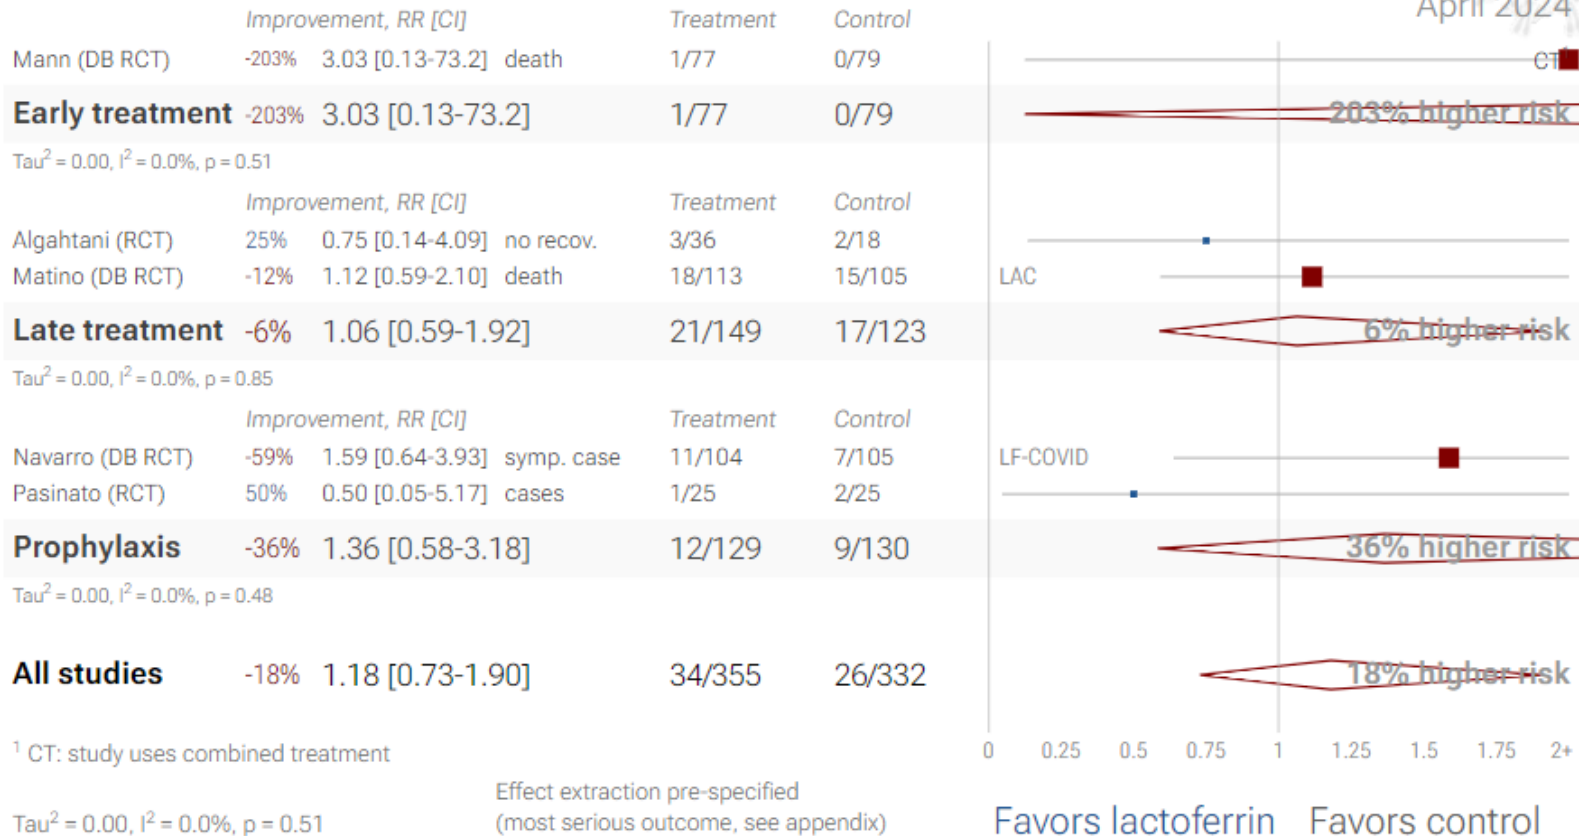 April 2024
Improvement, RR [CI] Treatment Control
Mann (DB RCT) -203% 3.03 [0.13-73.2] death 1/77 0/79 CT
Early treatment -203% 3.03 [0.13-73.2] 1/77 0/79 203% higher risk
Tau² = 0.00, I² = 0.0%, p = 0.51
Improvement, RR [CI] Treatment Control
Algahtani (RCT) 25% 0.75 [0.14-4.09] no recov. 3/36 2/18
Matino (DB RCT) -12% 1.12 [0.59-2.10] death 18/113 15/105 LAC
Late treatment -6% 1.06 [0.59-1.92] 21/149 17/123 6% higher risk
Tau² = 0.00, I² = 0.0%, p = 0.85
Improvement, RR [CI] Treatment Control
Navarro (DB RCT) -59% 1.59 [0.64-3.93] symp. case 11/104 7/105 LF-COVID
Pasinato (RCT) 50% 0.50 [0.05-5.17] cases 1/25 2/25
Prophylaxis -36% 1.36 [0.58-3.18] 12/129 9/130 36% higher risk
Tau² = 0.00, I² = 0.0%, p = 0.48
All studies -18% 1.18 [0.73-1.90] 34/355 26/332 18% higher risk
¹ CT: study uses combined treatment
0 0.25 0.5 0.75 1 1.25 1.5 1.75 2+
Effect extraction pre-specified
Tau² = 0.00, I² = 0.0%, p = 0.51 (most serious outcome, see appendix) Favors lactoferrin Favors control